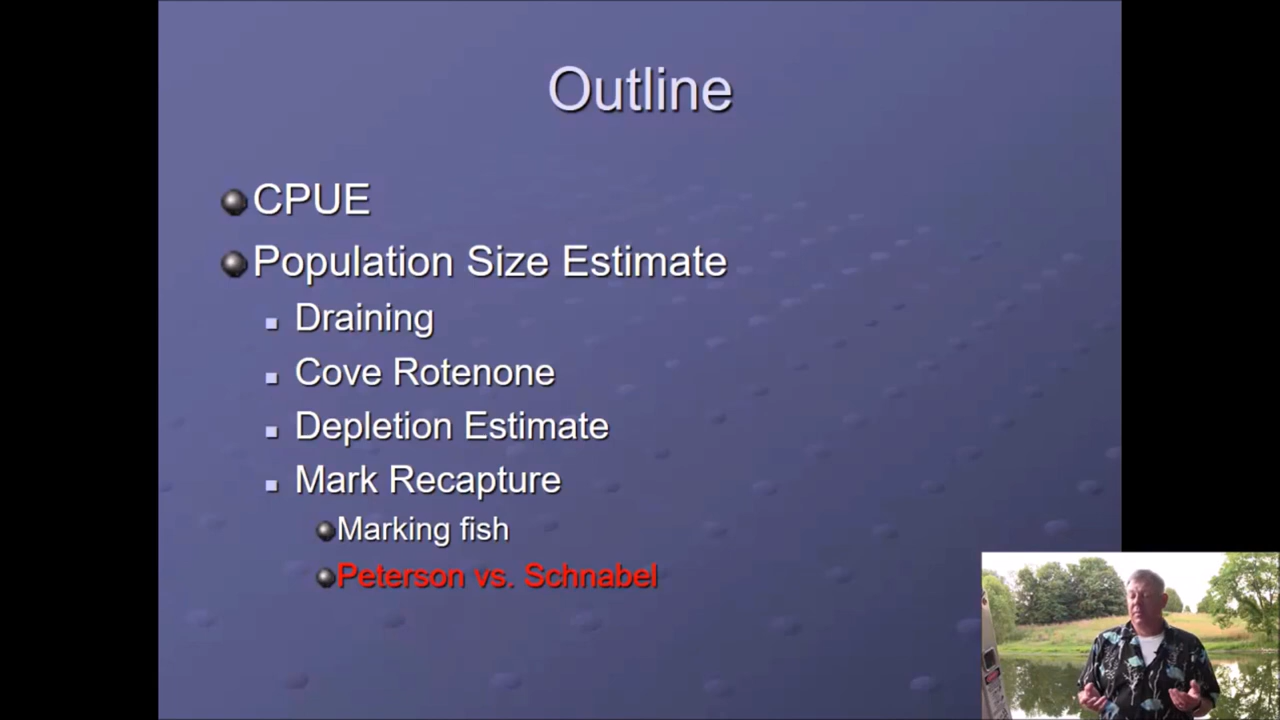 Outline
CPUE
Population Size Estimate
Draining
Cove Rotenone
Depletion Estimate
Mark Recapture
Marking fish
Peterson vs. Schnabel